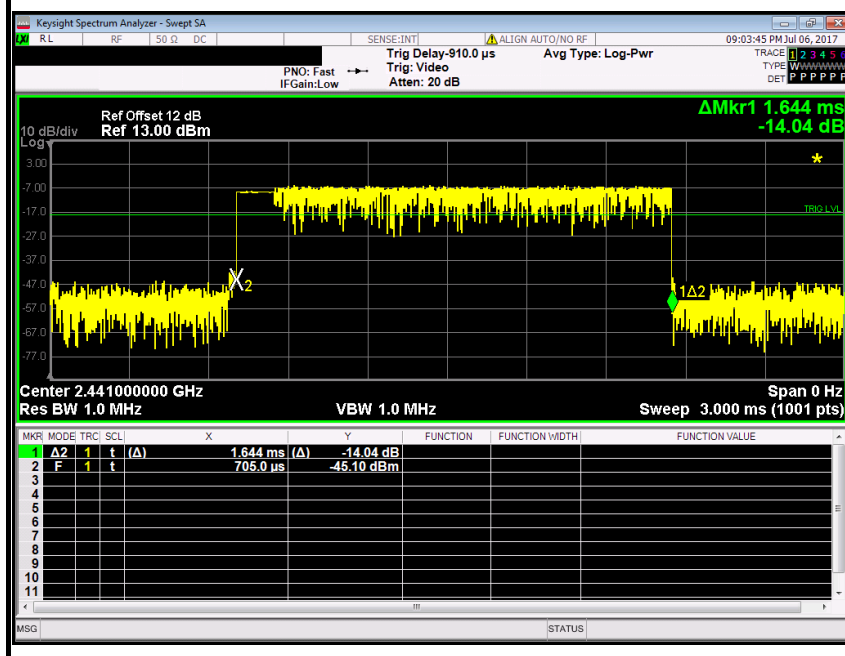 Keysight Spectrum Analyzer - Swept SA
RL RF 50 Ω DC SENSE:INT ALIGN AUTO/NO RF 09:03:45 PM Jul 06, 2017
Trig Delay-910.0 µs Avg Type: Log-Pwr TRACE 1 2 3 4 5 6
PNO: Fast Trig: Video TYPE WWWWWW
IFGain:Low Atten: 20 dB DET P P P P P P
ΔMkr1 1.644 ms
-14.04 dB
Ref Offset 12 dB
10 dB/div Ref 13.00 dBm
Log
3.00
-7.00
-17.0
TRIG LVL
-27.0
-37.0
-47.0
2
1Δ2
-57.0
-67.0
-77.0
Center 2.441000000 GHz Span 0 Hz
Res BW 1.0 MHz VBW 1.0 MHz Sweep 3.000 ms (1001 pts)
MKR MODE TRC SCL X Y FUNCTION FUNCTION WIDTH FUNCTION VALUE
1 Δ2 1 t (Δ) 1.644 ms (Δ) -14.04 dB
2 F 1 t 705.0 µs -45.10 dBm
3
4
5
6
7
8
9
10
11
MSG STATUS